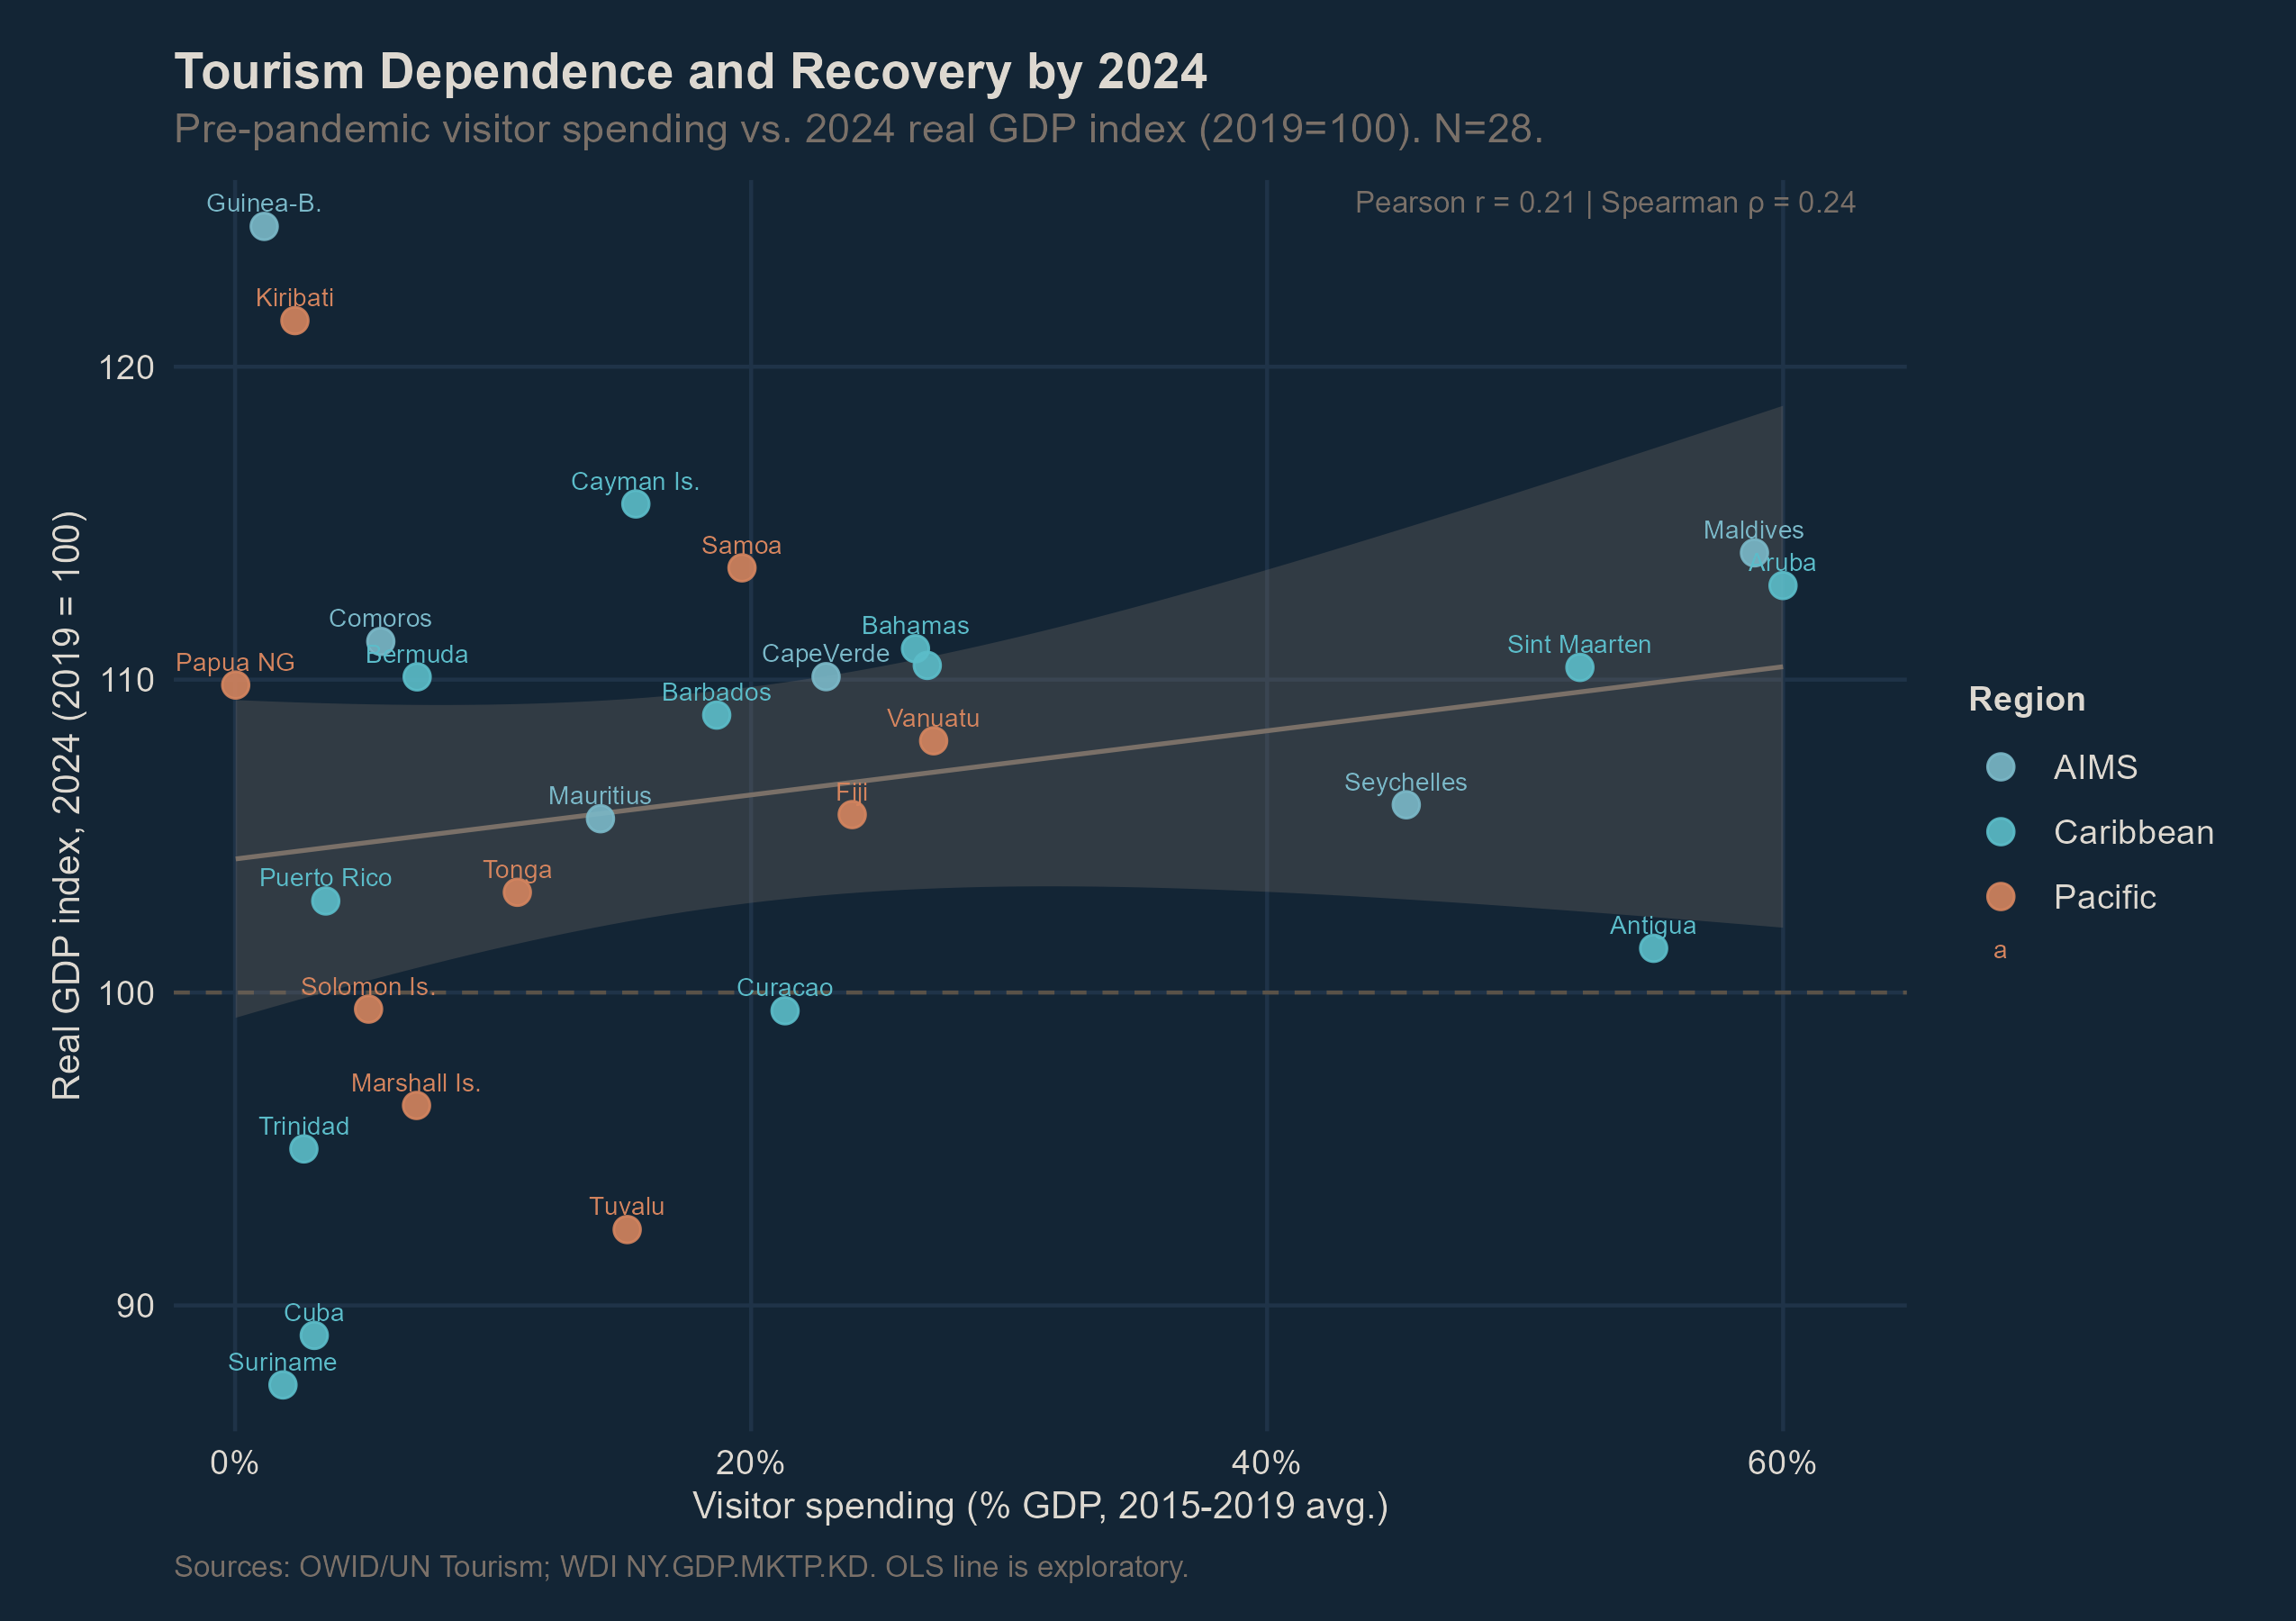 Tourism Dependence and Recovery by 2024
Pre-pandemic visitor spending vs. 2024 real GDP index (2019=100). N=28.
Pearson r = 0.21 | Spearman ρ = 0.24
Guinea-B.
Kiribati
120
Cayman Is.
Samoa
Maldives
Aruba
Comoros
Bahamas
Sint Maarten
Bermuda
CapeVerde
Papua NG
110
Barbados
Vanuatu
Seychelles
Fiji
Mauritius
Tonga
Puerto Rico
Antigua
Solomon Is.
Curacao
100
Marshall Is.
Trinidad
Tuvalu
Cuba
90
Suriname
Real GDP index, 2024 (2019 = 100)
0%
20%
40%
60%
Visitor spending (% GDP, 2015-2019 avg.)
Region
AIMS
Caribbean
Pacific
a
Sources: OWID/UN Tourism; WDI NY.GDP.MKTP.KD. OLS line is exploratory.